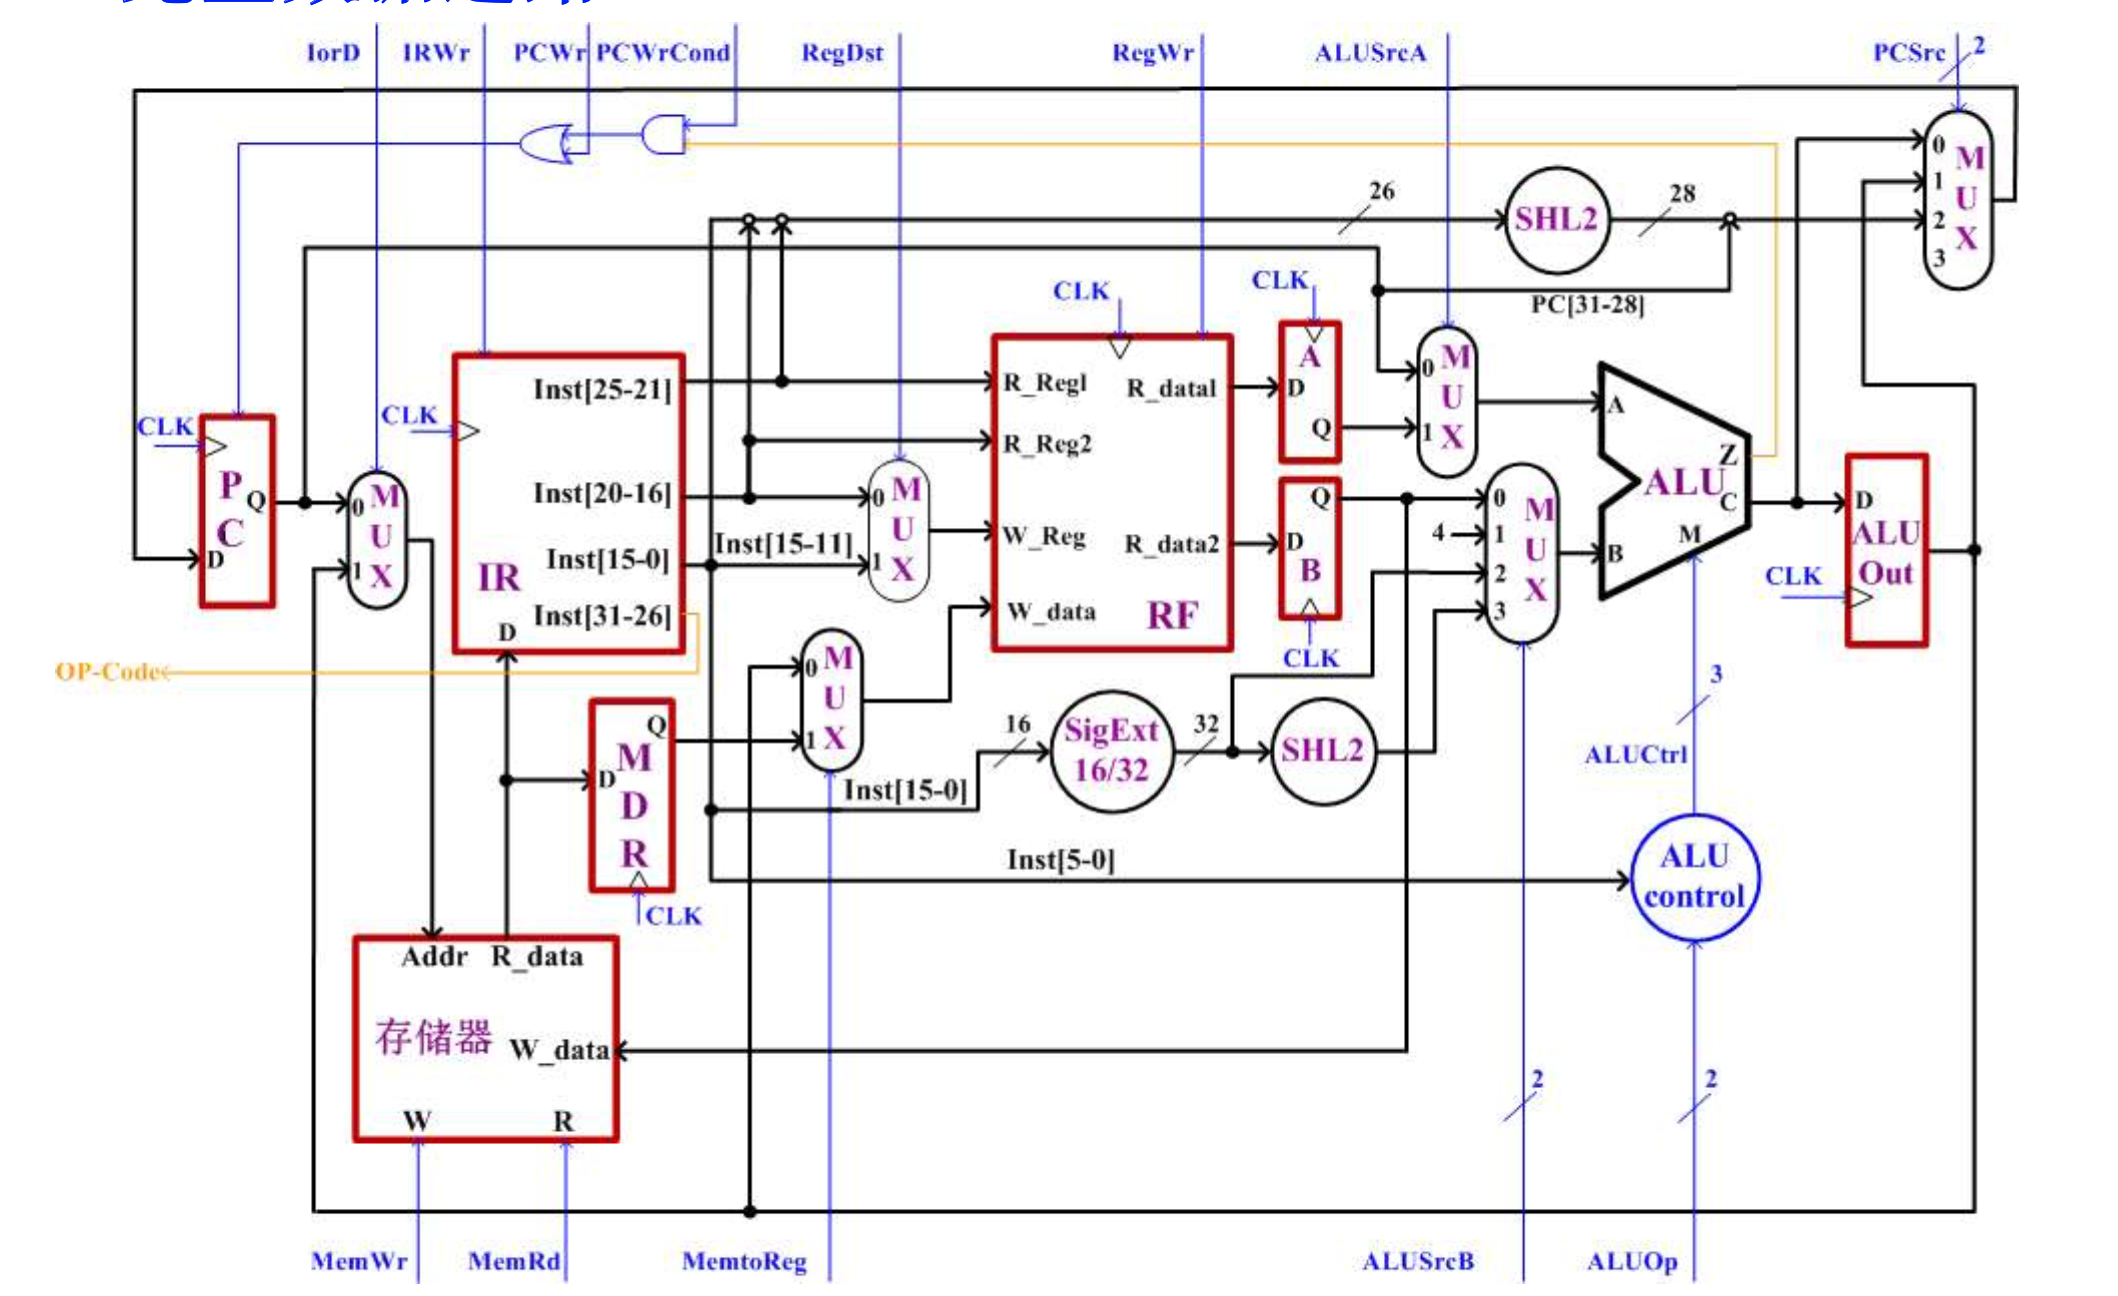 IorD IRWr PCWr PCWrCond RegDst RegWr ALUSrcA PCSrc 2
26 28
SHL2
0
1
2
3
M
U
X
PC[31-28]
CLK
CLK
CLK
CLK
P
C
Q
D
0
1
M
U
X
Inst[25-21]
Inst[20-16]
Inst[15-0]
Inst[31-26]
IR
D
OP-Code
Inst[15-11]
0
1
M
U
X
R_Reg1 R_data1
R_Reg2
W_Reg R_data2
W_data RF
A
D
Q
Q
D
B
CLK
0
1
M
U
X
4
0
1
2
3
M
U
X
A
B
ALU
Z
C
M
D
ALU
Out
CLK
3
ALUCtrl
ALU
control
M
D
R
Q
D
CLK
0
1
M
U
X
Inst[15-0]
16
SigExt
16/32
32
SHL2
Inst[5-0]
Addr R_data
存储器
W_data
W R
2 2
MemWr MemRd MemtoReg ALUSrcB ALUOp